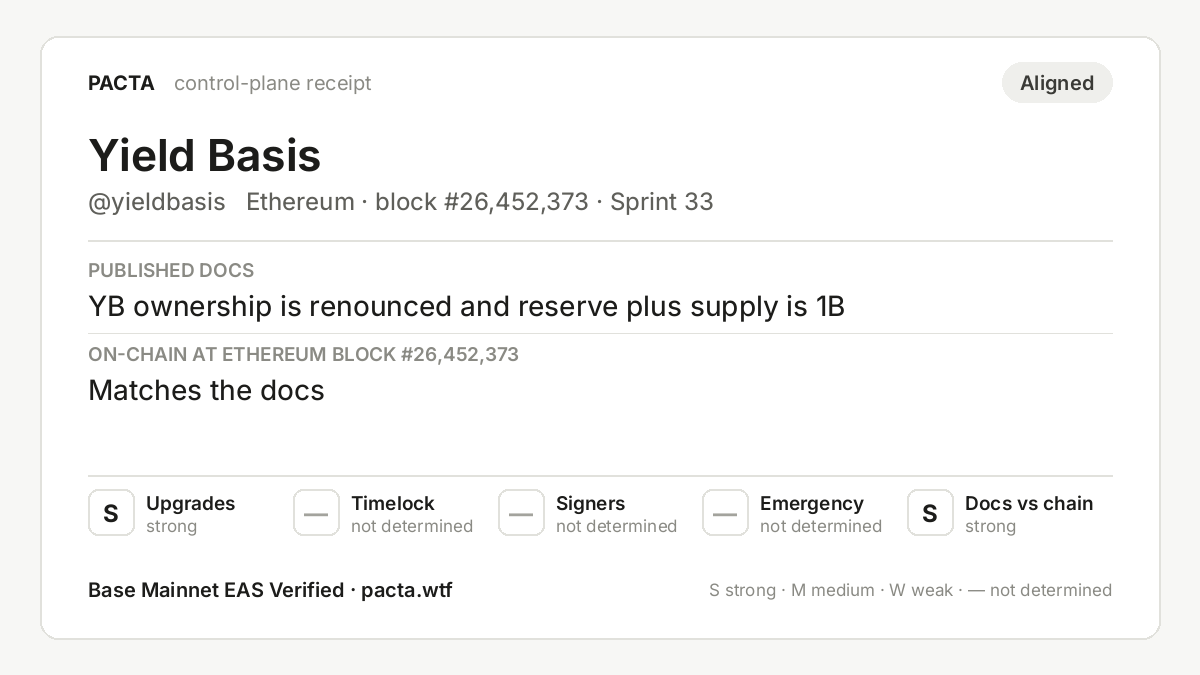 PACTA control-plane receipt Aligned
Yield Basis
@yieldbasis Ethereum · block #26,452,373 · Sprint 33
PUBLISHED DOCS
YB ownership is renounced and reserve plus supply is 1B
ON-CHAIN AT ETHEREUM BLOCK #26,452,373
Matches the docs
S Upgrades strong
— Timelock not determined
— Signers not determined
— Emergency not determined
S Docs vs chain strong
Base Mainnet EAS Verified · pacta.wtf
S strong · M medium · W weak · — not determined